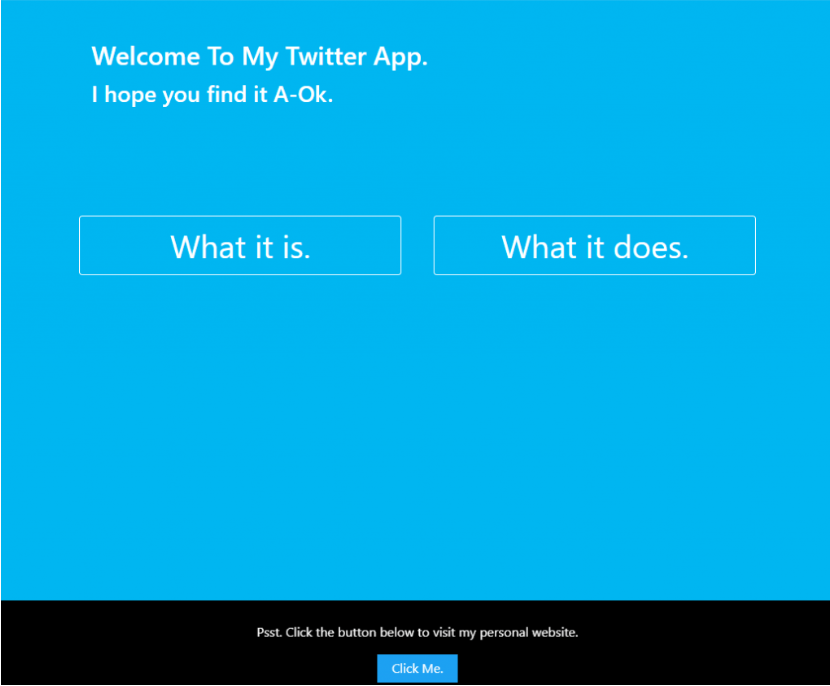 Welcome To My Twitter App.
I hope you find it A-Ok.
What it is.
What it does.
Psst. Click the button below to visit my personal website.
Click Me.